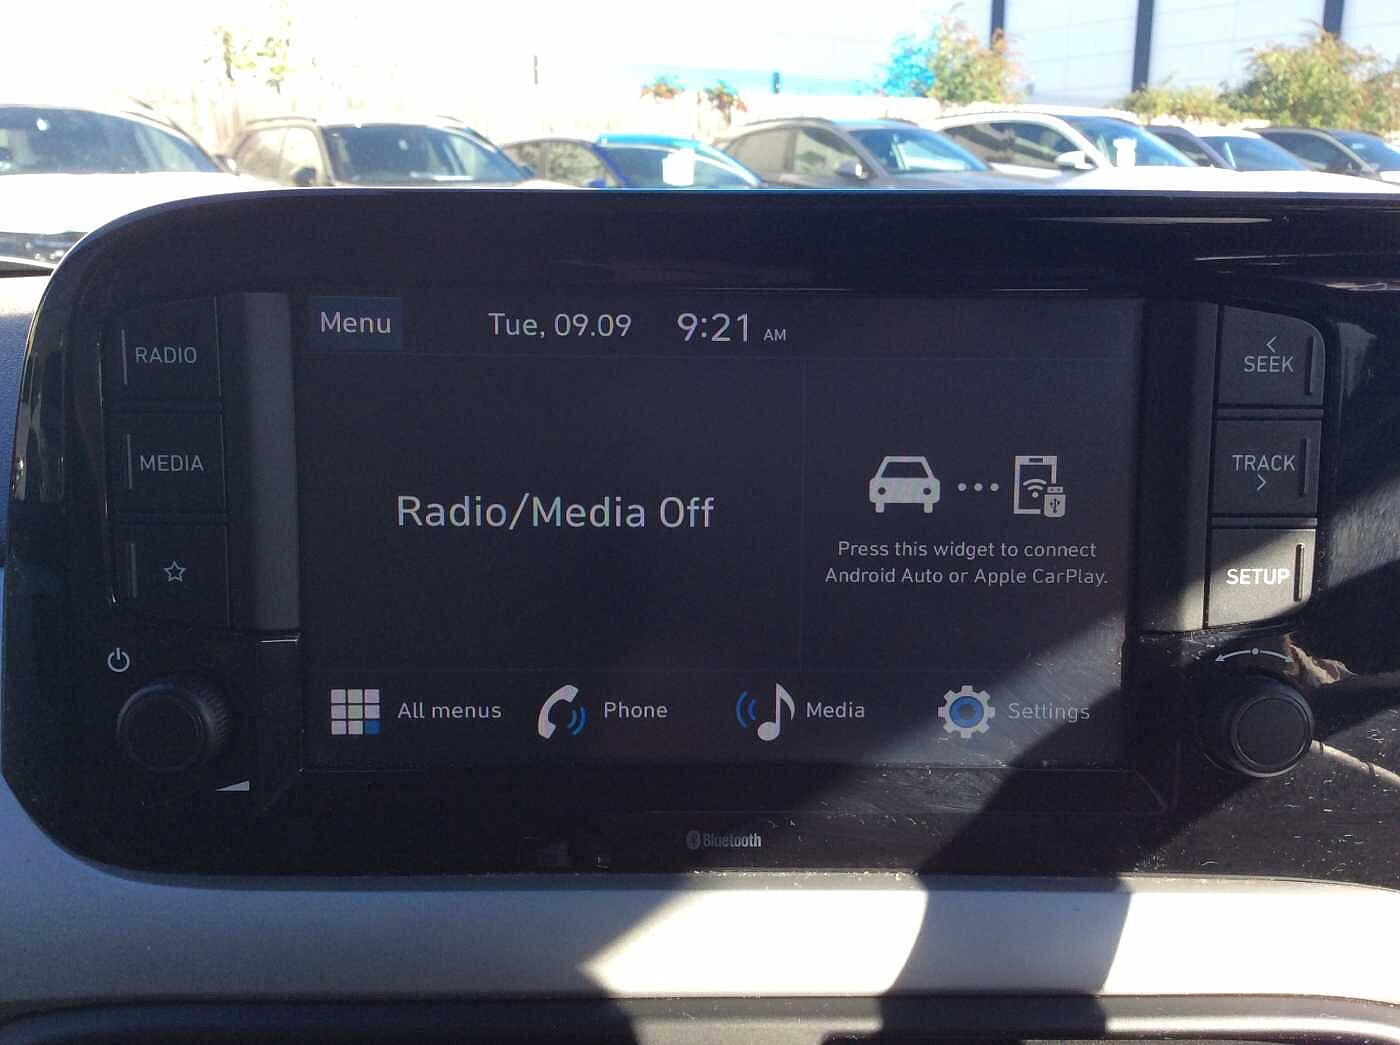 Menu
Tue, 09.09
9:21 AM
RADIO
MEDIA
SEEK
TRACK
SETUP
Radio/Media Off
Press this widget to connect
Android Auto or Apple CarPlay.
All menus
Phone
Media
Settings
Bluetooth